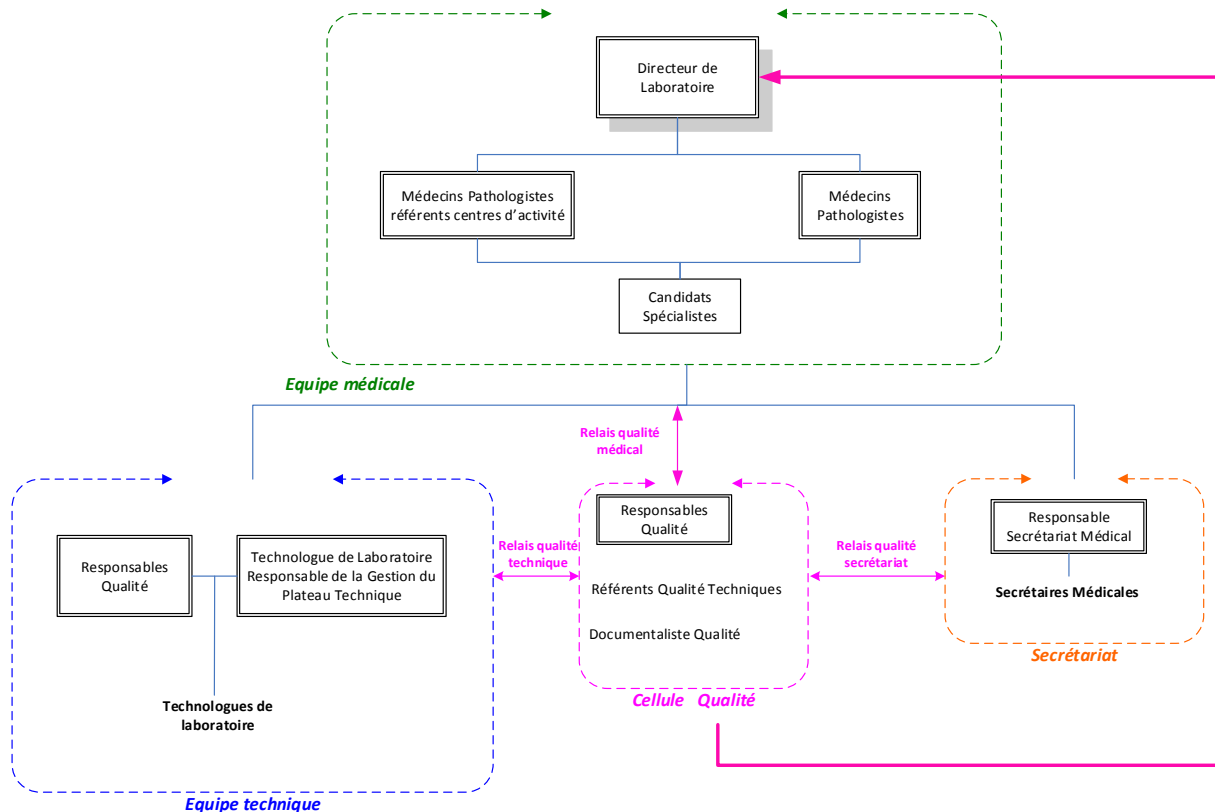 Directeur de
Laboratoire
Médecins Pathologistes
référents centres d’activité
Médecins
Pathologistes
Candidats
Spécialistes
Equipe médicale
Relais qualité
médical
Responsables
Qualité
Technologue de Laboratoire
Responsable de la Gestion du
Plateau Technique
Technologues de
laboratoire
Equipe technique
Relais qualité
technique
Responsables
Qualité
Référents Qualité Techniques
Documentaliste Qualité
Cellule Qualité
Relais qualité
secrétariat
Responsable
Secrétariat Médical
Secrétaires Médicales
Secrétariat